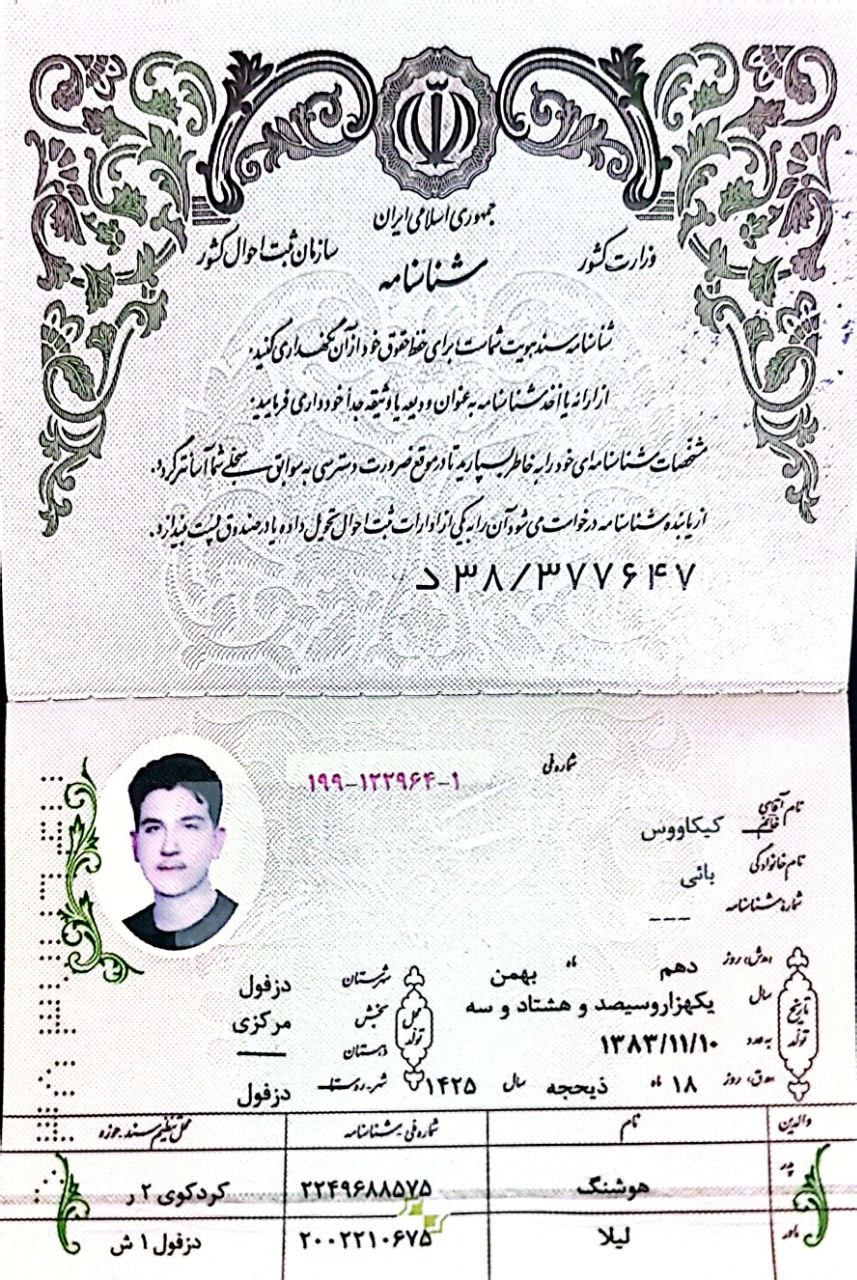 جمهوری اسلامی ایران
وزارت کشور
سازمان ثبت احوال کشور
شناسنامه
شناسنامه سند هویت شماست برای حفظ حقوق خود از آن نگهداری کنید.
از ارائه یا أخذ شناسنامه به عنوان ودیعه یا وثیقه جداً خودداری فرمایید.
مشخصات شناسنامه‌ای خود را به خاطر بسپارید تا در موقع ضرورت دسترسی به سوابق سجلی شما آسانتر گردد.
از یابنده شناسنامه درخواست می شود آن را به یکی از ادارات ثبت احوال تحویل داده یا در صندوق پست بیندازد.
د ۳۸/۳۷۷۶۴۷
شماره ملی ۱۹۹-۱۲۲۹۶۴-۱
نام آقای خانم کیکاووس
نام خانوادگی بائی
شماره شناسنامه ---
تاریخ تولد
ه‍.ش، روز دهم ماه بهمن
سال یکهزاروسیصد و هشتاد و سه
به عدد ۱۳۸۳/۱۱/۱۰
ه‍.ق، روز ۱۸ ماه ذیحجه سال ۱۴۲۵
محل تولد
شهرستان دزفول
بخش مرکزی
دهستان —
شهر-روستا دزفول
والدین نام شماره ملی-شناسنامه محل تنظیم سند-حوزه
پدر هوشنگ ۲۲۴۹۶۸۸۵۷۵ کردکوی ۲ ر
مادر لیلا ۲۰۰۲۲۱۰۶۷۵ دزفول ۱ ش